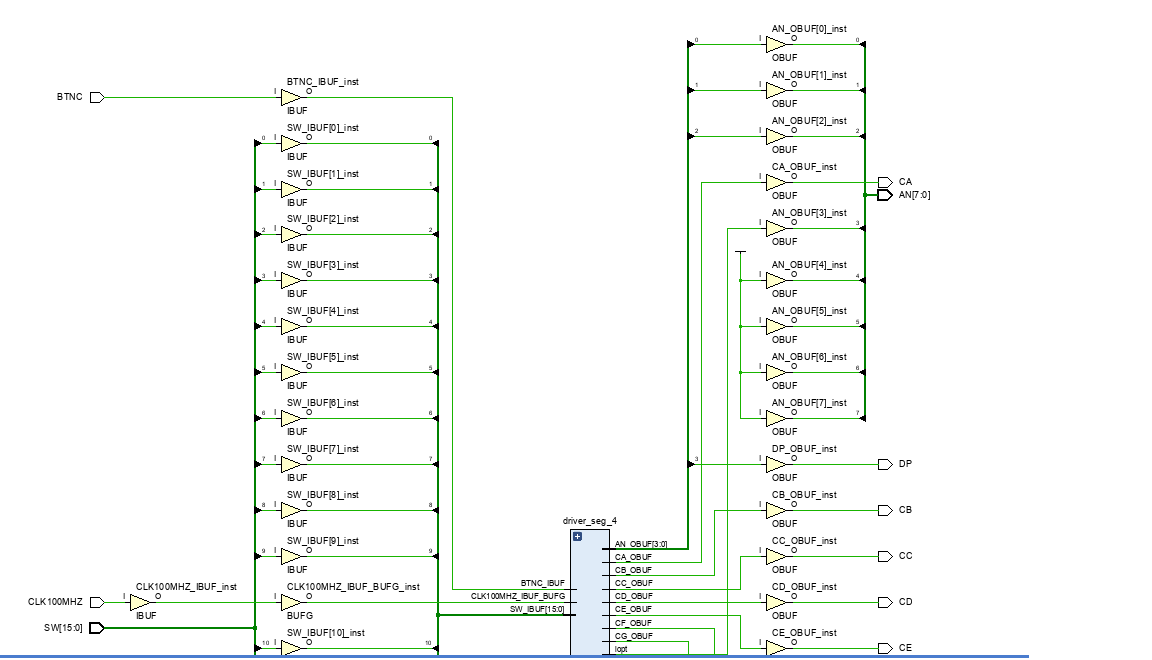 BTNC
BTNC_IBUF_inst
I
O
IBUF
SW_IBUF[0]_inst
0
I
O
0
IBUF
SW_IBUF[1]_inst
1
I
O
1
IBUF
SW_IBUF[2]_inst
2
I
O
2
IBUF
SW_IBUF[3]_inst
3
I
O
3
IBUF
SW_IBUF[4]_inst
4
I
O
4
IBUF
SW_IBUF[5]_inst
5
I
O
5
IBUF
SW_IBUF[6]_inst
6
I
O
6
IBUF
SW_IBUF[7]_inst
7
I
O
7
IBUF
SW_IBUF[8]_inst
8
I
O
8
IBUF
SW_IBUF[9]_inst
9
I
O
9
IBUF
CLK100MHZ
CLK100MHZ_IBUF_inst
I
O
IBUF
CLK100MHZ_IBUF_BUFG_inst
I
O
BUFG
SW[15:0]
SW_IBUF[10]_inst
10
I
O
10
driver_seg_4
BTNC_IBUF
CLK100MHZ_IBUF_BUFG
SW_IBUF[15:0]
AN_OBUF[3:0]
CA_OBUF
CB_OBUF
CC_OBUF
CD_OBUF
CE_OBUF
CF_OBUF
CG_OBUF
lopt
AN_OBUF[0]_inst
0
I
O
0
OBUF
AN_OBUF[1]_inst
1
I
O
1
OBUF
AN_OBUF[2]_inst
2
I
O
2
OBUF
CA_OBUF_inst
I
O
OBUF
CA
AN[7:0]
AN_OBUF[3]_inst
I
O
3
OBUF
AN_OBUF[4]_inst
I
O
4
OBUF
AN_OBUF[5]_inst
I
O
5
OBUF
AN_OBUF[6]_inst
I
O
6
OBUF
AN_OBUF[7]_inst
I
O
7
OBUF
DP_OBUF_inst
3
I
O
OBUF
DP
CB_OBUF_inst
I
O
OBUF
CB
CC_OBUF_inst
I
O
OBUF
CC
CD_OBUF_inst
I
O
OBUF
CD
CE_OBUF_inst
I
O
CE